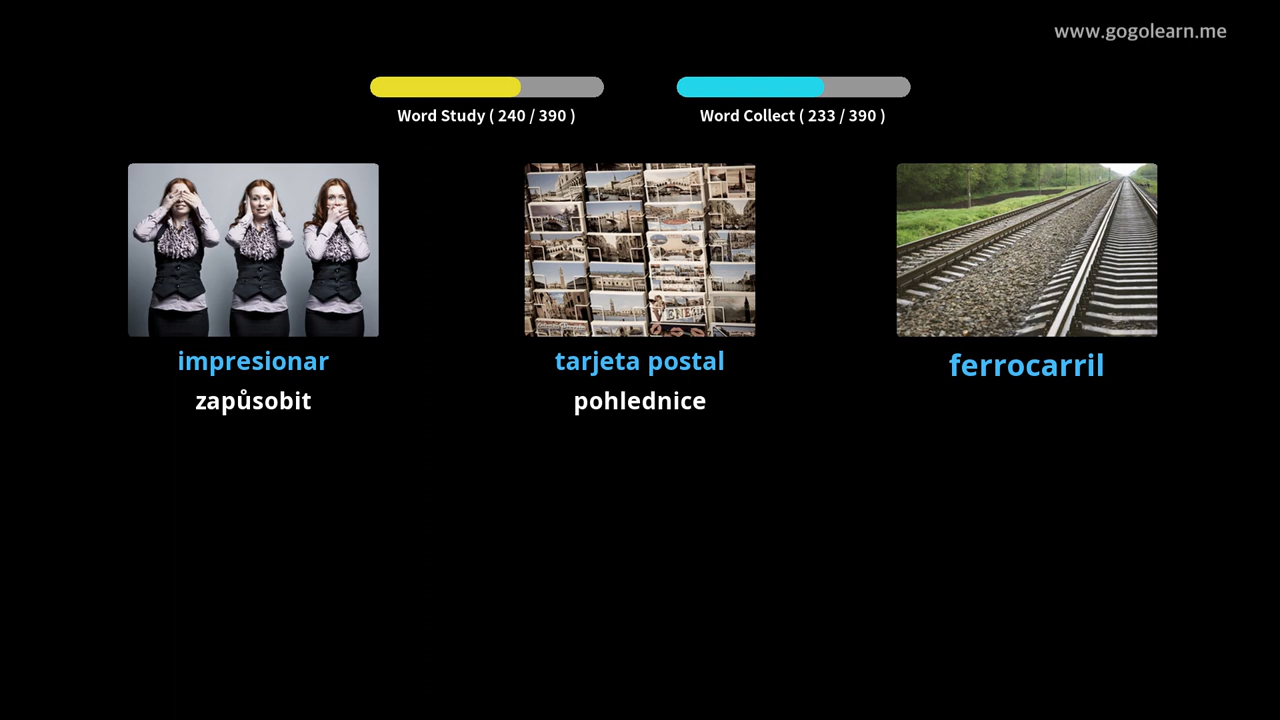 www.gogolearn.me
Word Study ( 240 / 390 )
Word Collect ( 233 / 390 )
impresionar
tarjeta postal
ferrocarril
zapůsobit
pohlednice